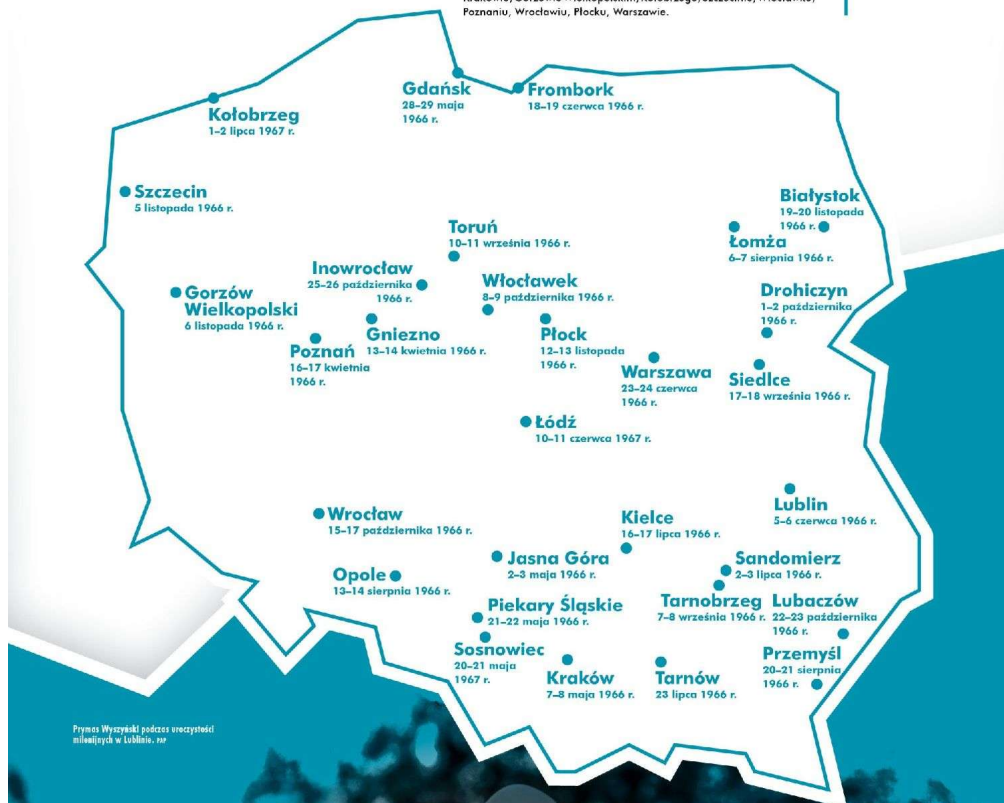 Poznaniu, Wrocławiu, Płocku, Warszawie.
Gdańsk
28–29 maja
1966 r.
Frombork
18–19 czerwca 1966 r.
Kołobrzeg
1–2 lipca 1967 r.
Szczecin
5 listopada 1966 r.
Białystok
19–20 listopada
1966 r.
Toruń
10–11 września 1966 r.
Łomża
6–7 sierpnia 1966 r.
Inowrocław
25–26 października
1966 r.
Włocławek
8–9 października 1966 r.
Drohiczyn
1–2 października
1966 r.
Gorzów
Wielkopolski
6 listopada 1966 r.
Gniezno
13–14 kwietnia 1966 r.
Płock
12–13 listopada
1966 r.
Poznań
16–17 kwietnia
1966 r.
Warszawa
23–24 czerwca
1966 r.
Siedlce
17–18 września 1966 r.
Łódź
10–11 czerwca 1967 r.
Lublin
5–6 czerwca 1966 r.
Wrocław
15–17 października 1966 r.
Kielce
16–17 lipca 1966 r.
Jasna Góra
2–3 maja 1966 r.
Sandomierz
2–3 lipca 1966 r.
Opole
13–14 sierpnia 1966 r.
Piekary Śląskie
21–22 maja 1966 r.
Tarnobrzeg
7–8 września 1966 r.
Lubaczów
22–23 października
1966 r.
Sosnowiec
20–21 maja
1967 r.
Kraków
7–8 maja 1966 r.
Tarnów
23 lipca 1966 r.
Przemyśl
20–21 sierpnia
1966 r.
Prymas Wyszyński podczas uroczystości
milenijnych w Lublinie. PAP